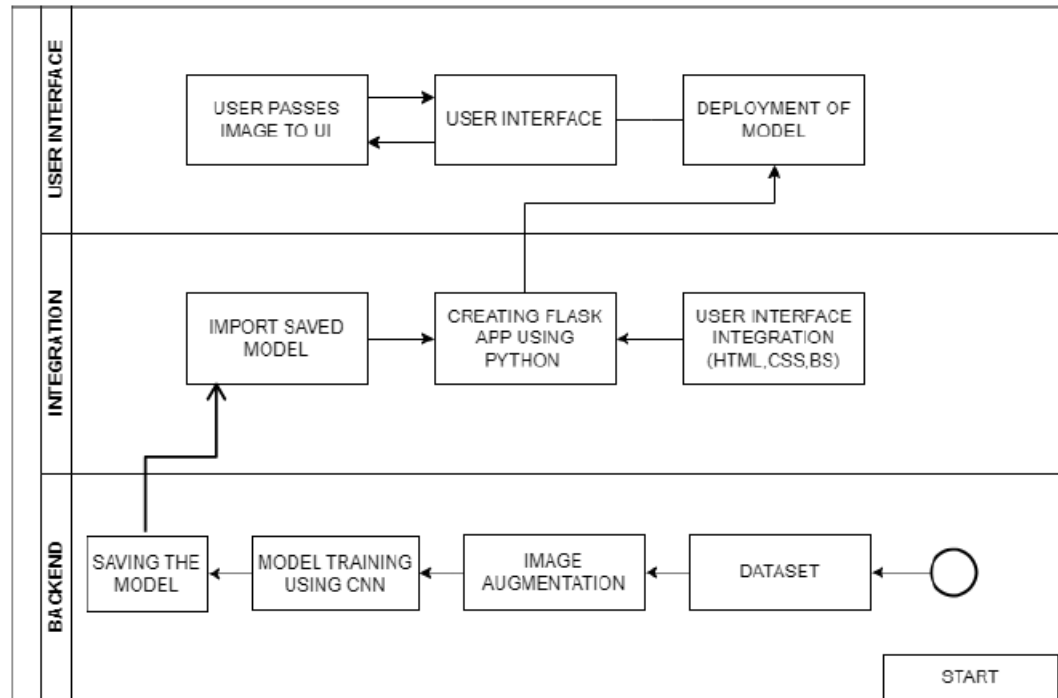 USER INTERFACE
USER PASSES
IMAGE TO UI
USER INTERFACE
DEPLOYMENT OF
MODEL
INTEGRATION
IMPORT SAVED
MODEL
CREATING FLASK
APP USING
PYTHON
USER INTERFACE
INTEGRATION
(HTML,CSS,BS)
BACKEND
SAVING THE
MODEL
MODEL TRAINING
USING CNN
IMAGE
AUGMENTATION
DATASET
START